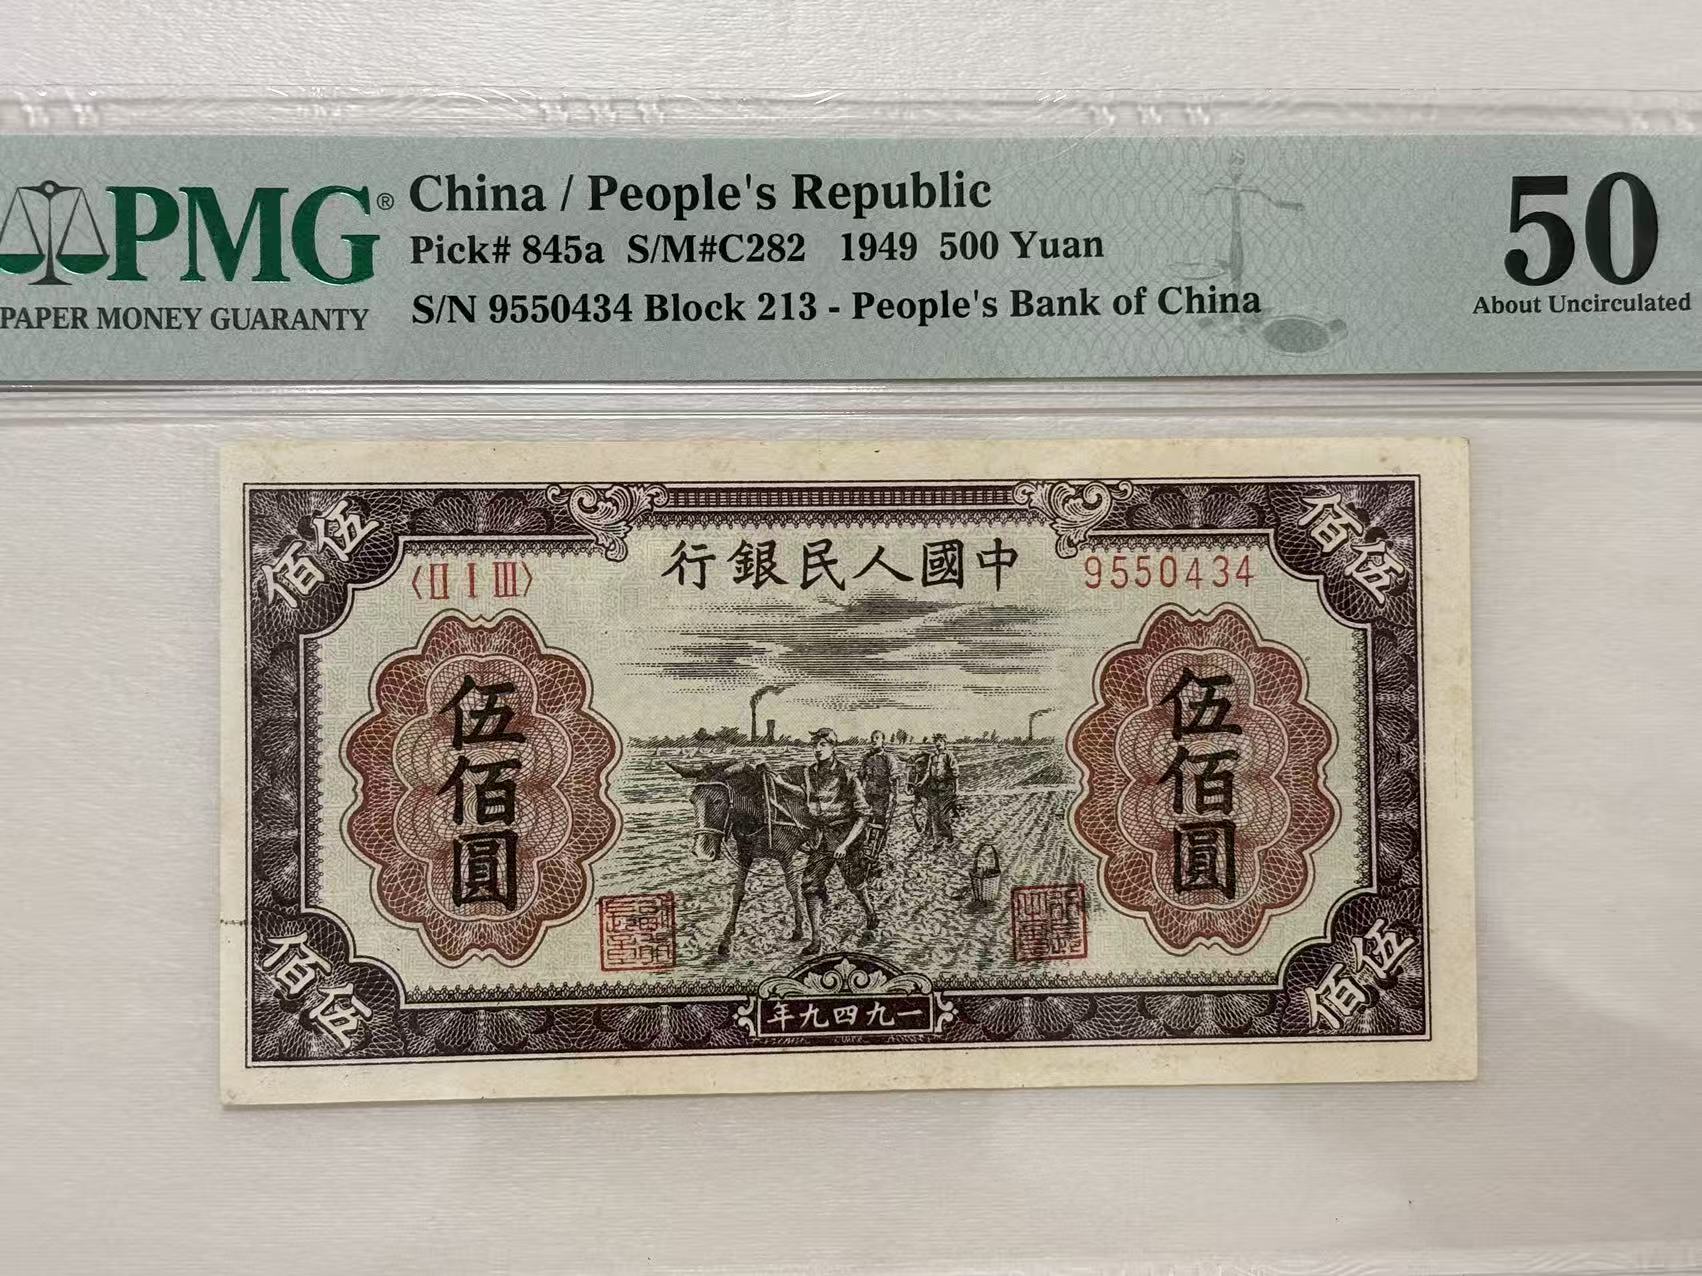 PMG®
PAPER MONEY GUARANTY
China / People's Republic
Pick# 845a S/M#C282 1949 500 Yuan
S/N 9550434 Block 213 - People's Bank of China
50
About Uncirculated
伍佰
行銀民人國中
伍佰
〈II I III〉
9550434
伍佰圓
伍佰圓
伍佰
年九四九一
伍佰